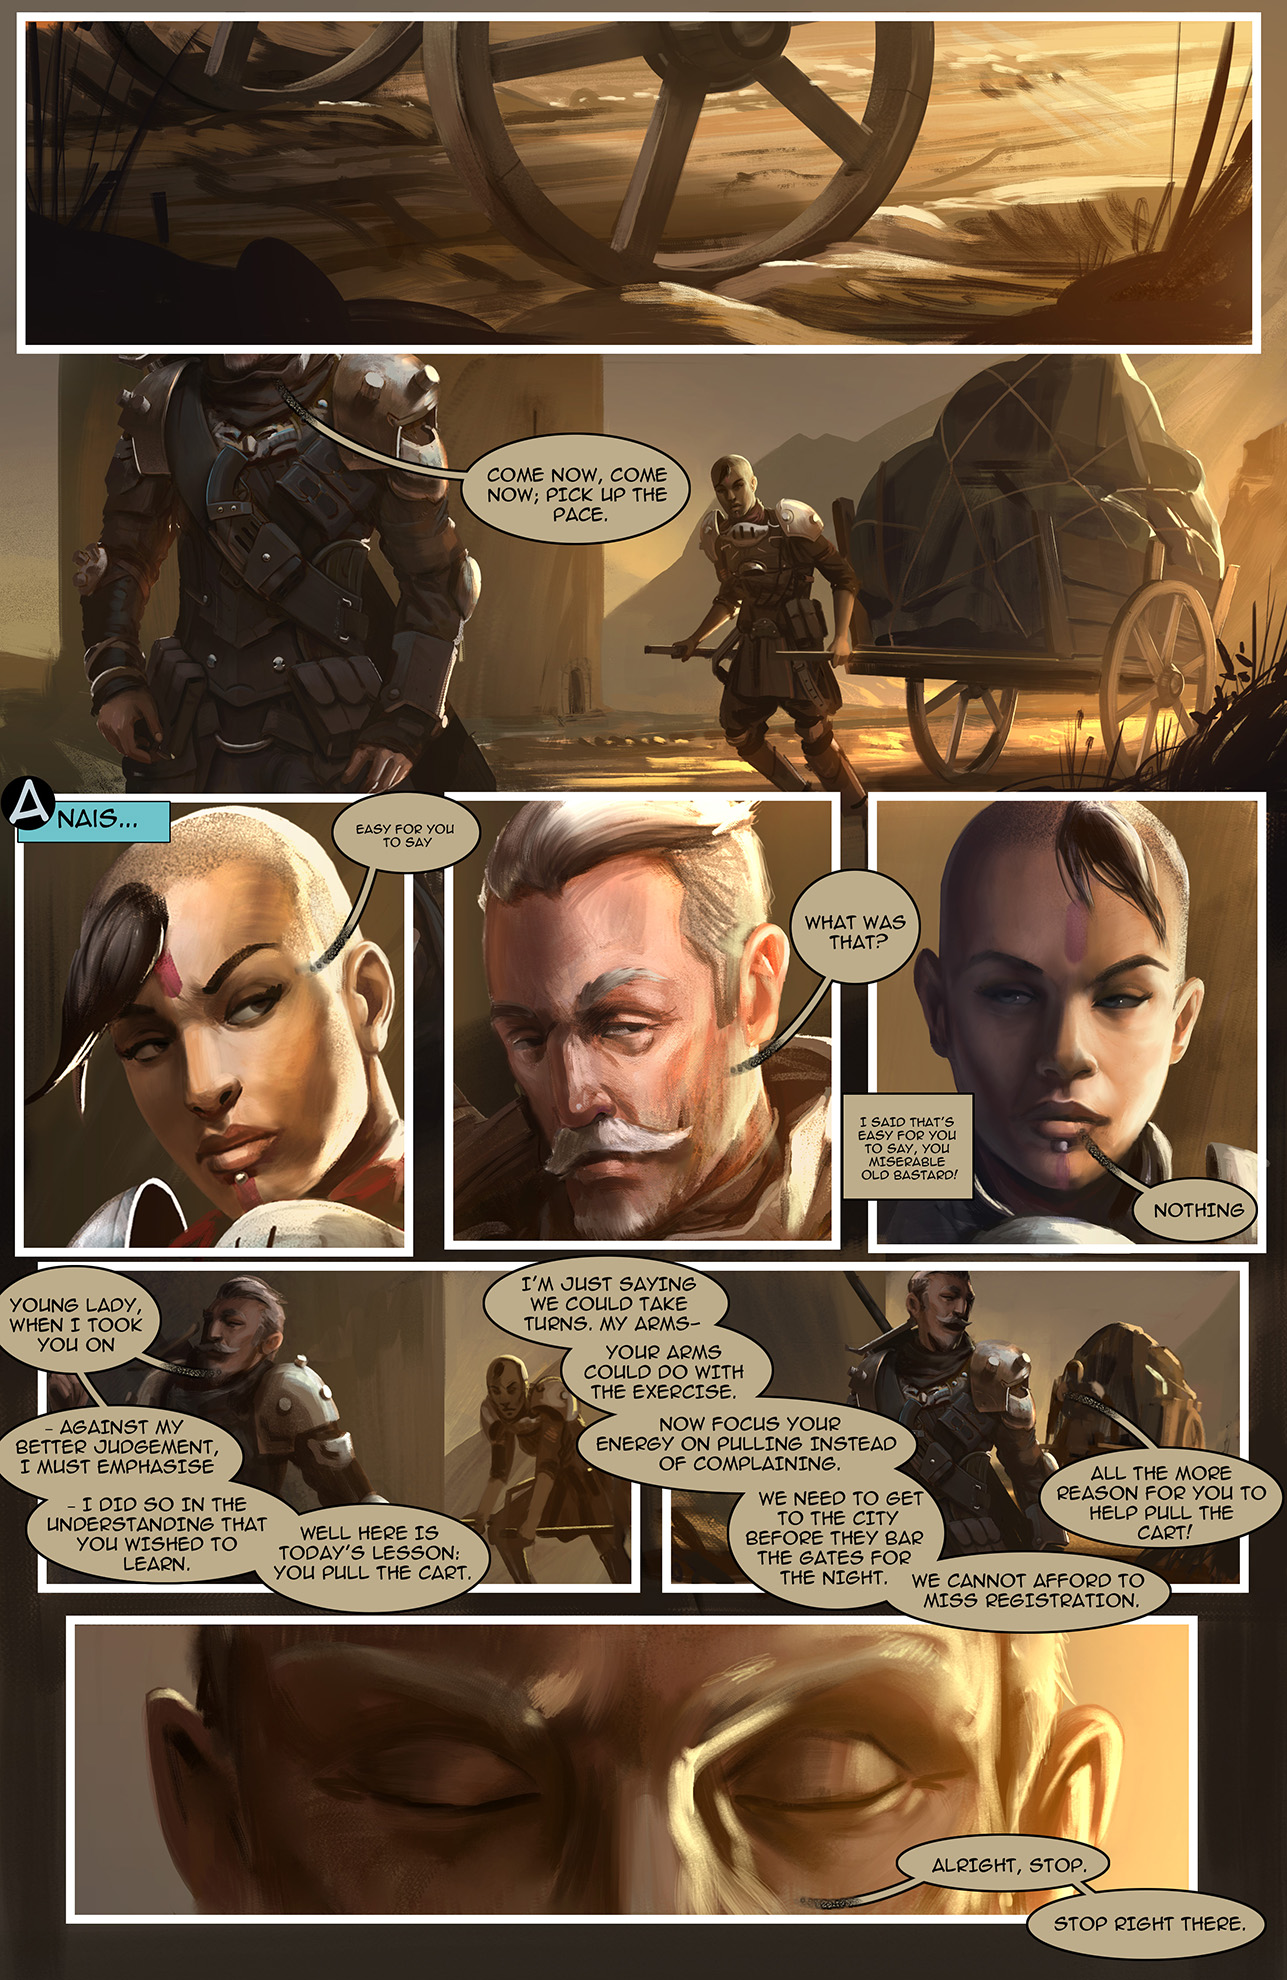 COME NOW, COME
NOW; PICK UP THE
PACE.
ANAIS...
EASY FOR YOU
TO SAY
WHAT WAS
THAT?
I SAID THAT'S
EASY FOR YOU
TO SAY, YOU
MISERABLE
OLD BASTARD!
NOTHING
YOUNG LADY,
WHEN I TOOK
YOU ON
- AGAINST MY
BETTER JUDGEMENT,
I MUST EMPHASISE
- I DID SO IN THE
UNDERSTANDING THAT
YOU WISHED TO
LEARN.
WELL HERE IS
TODAY'S LESSON:
YOU PULL THE CART.
I'M JUST SAYING
WE COULD TAKE
TURNS. MY ARMS-
YOUR ARMS
COULD DO WITH
THE EXERCISE.
NOW FOCUS YOUR
ENERGY ON PULLING INSTEAD
OF COMPLAINING.
WE NEED TO GET
TO THE CITY
BEFORE THEY BAR
THE GATES FOR
THE NIGHT.
WE CANNOT AFFORD TO
MISS REGISTRATION.
ALL THE MORE
REASON FOR YOU TO
HELP PULL THE
CART!
ALRIGHT, STOP.
STOP RIGHT THERE.